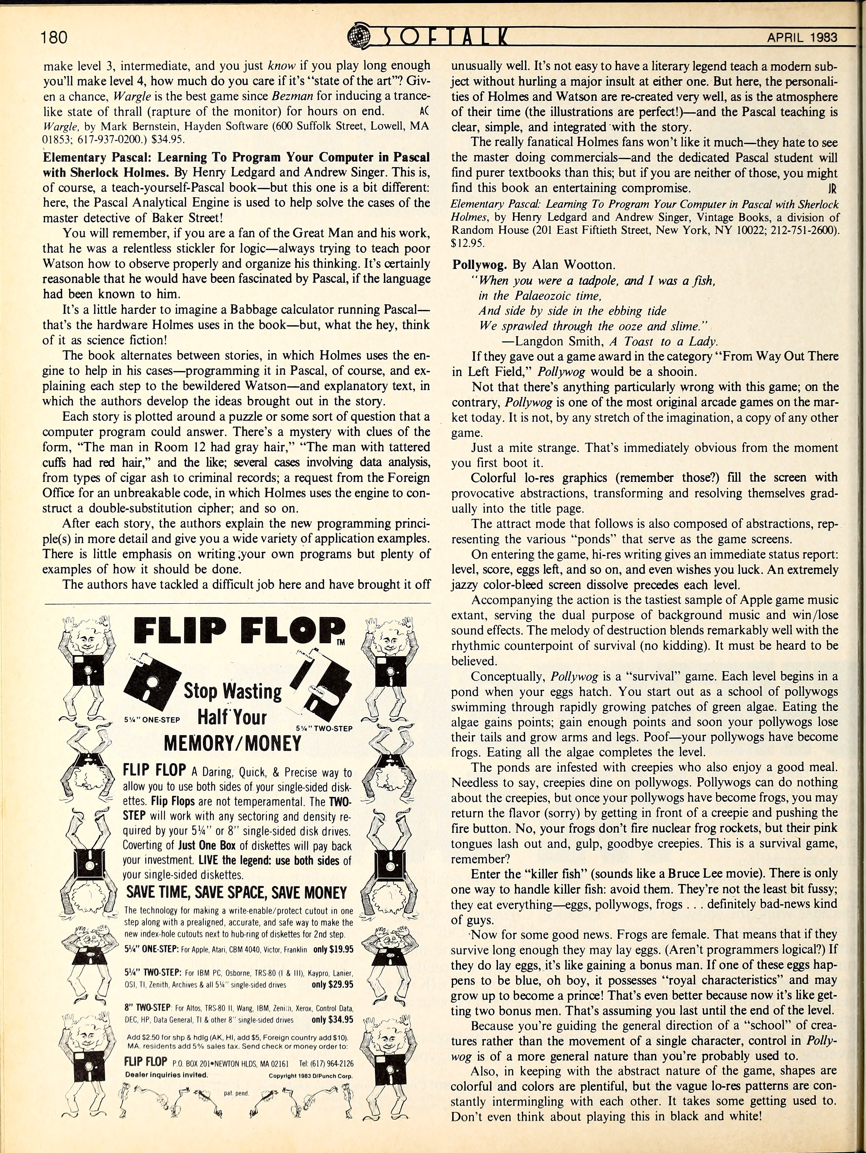 180
SOFTALK
APRIL 1983
make level 3, intermediate, and you just know if you play long enough
you'll make level 4, how much do you care if it's "state of the art"? Giv-
en a chance, Wargle is the best game since Bezman for inducing a trance-
like state of thrall (rapture of the monitor) for hours on end. AC
Wargle, by Mark Bernstein, Hayden Software (600 Suffolk Street, Lowell, MA
01853; 617-937-0200.) $34.95.
Elementary Pascal: Learning To Program Your Computer in Pascal
with Sherlock Holmes. By Henry Ledgard and Andrew Singer. This is,
of course, a teach-yourself-Pascal book—but this one is a bit different:
here, the Pascal Analytical Engine is used to help solve the cases of the
master detective of Baker Street!
You will remember, if you are a fan of the Great Man and his work,
that he was a relentless stickler for logic—always trying to teach poor
Watson how to observe properly and organize his thinking. It's certainly
reasonable that he would have been fascinated by Pascal, if the language
had been known to him.
It's a little harder to imagine a Babbage calculator running Pascal—
that's the hardware Holmes uses in the book—but, what the hey, think
of it as science fiction!
The book alternates between stories, in which Holmes uses the en-
gine to help in his cases—programming it in Pascal, of course, and ex-
plaining each step to the bewildered Watson—and explanatory text, in
which the authors develop the ideas brought out in the story.
Each story is plotted around a puzzle or some sort of question that a
computer program could answer. There's a mystery with clues of the
form, "The man in Room 12 had gray hair," "The man with tattered
cuffs had red hair," and the like; several cases involving data analysis,
from types of cigar ash to criminal records; a request from the Foreign
Office for an unbreakable code, in which Holmes uses the engine to con-
struct a double-substitution cipher; and so on.
After each story, the authors explain the new programming princi-
ple(s) in more detail and give you a wide variety of application examples.
There is little emphasis on writing your own programs but plenty of
examples of how it should be done.
The authors have tackled a difficult job here and have brought it off
FLIP FLOP TM
Stop Wasting
Half Your
MEMORY/MONEY
5¼" ONE-STEP
5¼" TWO-STEP
FLIP FLOP A Daring, Quick, & Precise way to
allow you to use both sides of your single-sided disk-
ettes. Flip Flops are not temperamental. The TWO-
STEP will work with any sectoring and density re-
quired by your 5¼" or 8" single-sided disk drives.
Coverting of Just One Box of diskettes will pay back
your investment. LIVE the legend: use both sides of
your single-sided diskettes.
SAVE TIME, SAVE SPACE, SAVE MONEY
The technology for making a write-enable/protect cutout in one
step along with a prealigned, accurate, and safe way to make the
new index-hole cutouts next to hub-ring of diskettes for 2nd step.
5¼" ONE-STEP: For Apple, Atari, CBM 4040, Victor, Franklin only $19.95
5¼" TWO-STEP: For IBM PC, Osborne, TRS-80 (I & III), Kaypro, Lanier,
OSI, TI, Zenith, Archives & all 5¼" single-sided drives only $29.95
8" TWO-STEP For Altos, TRS-80 II, Wang, IBM, Zenith, Xerox, Control Data,
DEC, HP, Data General, TI & other 8" single-sided drives only $34.95
Add $2.50 for shp & hdlg (AK, HI, add $5, Foreign country add $10).
MA. residents add 5% sales tax. Send check or money order to:
FLIP FLOP P.O. BOX 201•NEWTON HLDS, MA 02161 Tel: (617) 964-2126
Dealer inquiries invited. Copyright 1983 D/Punch Corp.
pat. pend.
unusually well. It's not easy to have a literary legend teach a modern sub-
ject without hurling a major insult at either one. But here, the personali-
ties of Holmes and Watson are re-created very well, as is the atmosphere
of their time (the illustrations are perfect!)—and the Pascal teaching is
clear, simple, and integrated with the story.
The really fanatical Holmes fans won't like it much—they hate to see
the master doing commercials—and the dedicated Pascal student will
find purer textbooks than this; but if you are neither of those, you might
find this book an entertaining compromise. JR
Elementary Pascal: Learning To Program Your Computer in Pascal with Sherlock
Holmes, by Henry Ledgard and Andrew Singer, Vintage Books, a division of
Random House (201 East Fiftieth Street, New York, NY 10022; 212-751-2600).
$12.95.
Pollywog. By Alan Wootton.
"When you were a tadpole, and I was a fish,
in the Palaeozoic time,
And side by side in the ebbing tide
We sprawled through the ooze and slime."
—Langdon Smith, A Toast to a Lady.
If they gave out a game award in the category "From Way Out There
in Left Field," Pollywog would be a shooin.
Not that there's anything particularly wrong with this game; on the
contrary, Pollywog is one of the most original arcade games on the mar-
ket today. It is not, by any stretch of the imagination, a copy of any other
game.
Just a mite strange. That's immediately obvious from the moment
you first boot it.
Colorful lo-res graphics (remember those?) fill the screen with
provocative abstractions, transforming and resolving themselves grad-
ually into the title page.
The attract mode that follows is also composed of abstractions, rep-
resenting the various "ponds" that serve as the game screens.
On entering the game, hi-res writing gives an immediate status report:
level, score, eggs left, and so on, and even wishes you luck. An extremely
jazzy color-bleed screen dissolve precedes each level.
Accompanying the action is the tastiest sample of Apple game music
extant, serving the dual purpose of background music and win/lose
sound effects. The melody of destruction blends remarkably well with the
rhythmic counterpoint of survival (no kidding). It must be heard to be
believed.
Conceptually, Pollywog is a "survival" game. Each level begins in a
pond when your eggs hatch. You start out as a school of pollywogs
swimming through rapidly growing patches of green algae. Eating the
algae gains points; gain enough points and soon your pollywogs lose
their tails and grow arms and legs. Poof—your pollywogs have become
frogs. Eating all the algae completes the level.
The ponds are infested with creepies who also enjoy a good meal.
Needless to say, creepies dine on pollywogs. Pollywogs can do nothing
about the creepies, but once your pollywogs have become frogs, you may
return the flavor (sorry) by getting in front of a creepie and pushing the
fire button. No, your frogs don't fire nuclear frog rockets, but their pink
tongues lash out and, gulp, goodbye creepies. This is a survival game,
remember?
Enter the "killer fish" (sounds like a Bruce Lee movie). There is only
one way to handle killer fish: avoid them. They're not the least bit fussy;
they eat everything—eggs, pollywogs, frogs . . . definitely bad-news kind
of guys.
Now for some good news. Frogs are female. That means that if they
survive long enough they may lay eggs. (Aren't programmers logical?) If
they do lay eggs, it's like gaining a bonus man. If one of these eggs hap-
pens to be blue, oh boy, it possesses "royal characteristics" and may
grow up to become a prince! That's even better because now it's like get-
ting two bonus men. That's assuming you last until the end of the level.
Because you're guiding the general direction of a "school" of crea-
tures rather than the movement of a single character, control in Polly-
wog is of a more general nature than you're probably used to.
Also, in keeping with the abstract nature of the game, shapes are
colorful and colors are plentiful, but the vague lo-res patterns are con-
stantly intermingling with each other. It takes some getting used to.
Don't even think about playing this in black and white!